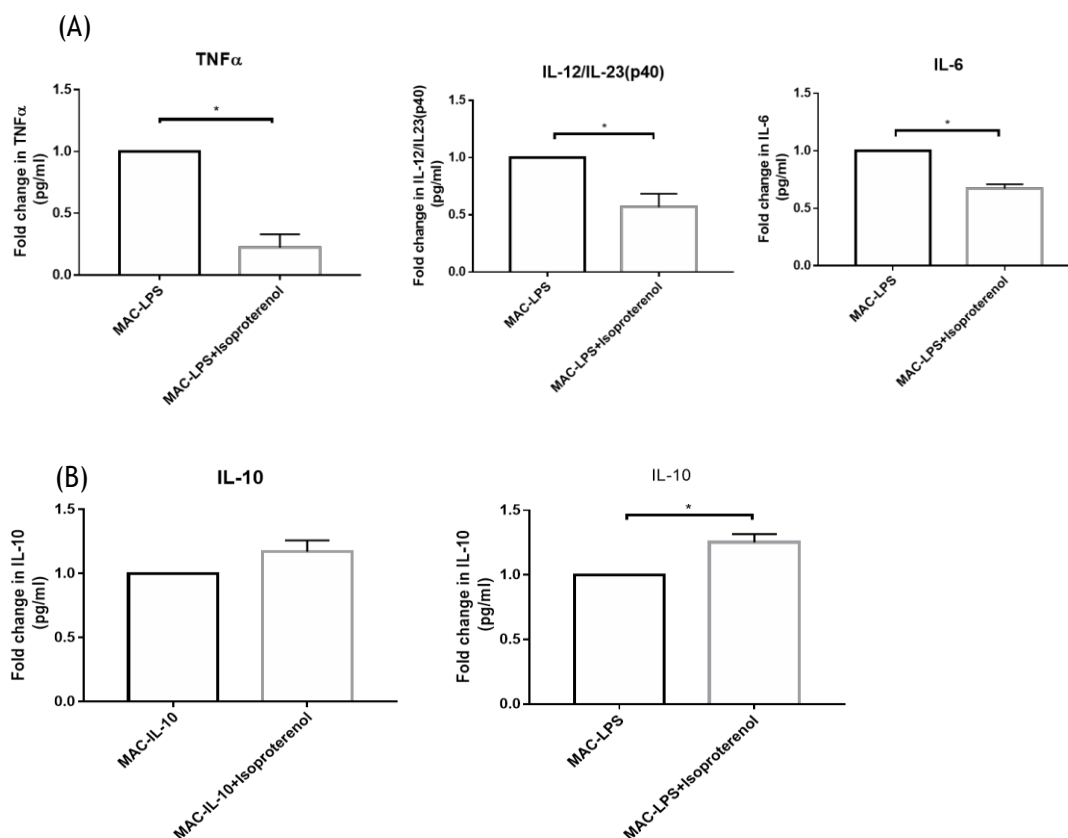 (A)
TNFα
Fold change in TNFα
(pg/ml)
1.5
1.0
0.5
0.0
*
MAC-LPS
MAC-LPS+Isoproterenol
IL-12/IL-23(p40)
Fold change in IL-12/IL23(p40)
(pg/ml)
1.5
1.0
0.5
0.0
*
MAC-LPS
MAC-LPS+Isoproterenol
IL-6
Fold change in IL-6
(pg/ml)
1.5
1.0
0.5
0.0
*
MAC-LPS
MAC-LPS+Isoproterenol
(B)
IL-10
Fold change in IL-10
(pg/ml)
1.5
1.0
0.5
0.0
MAC-IL-10
MAC-IL-10+Isoproterenol
IL-10
Fold change in IL-10
(pg/ml)
1.5
1.0
0.5
0.0
*
MAC-LPS
MAC-LPS+Isoproterenol